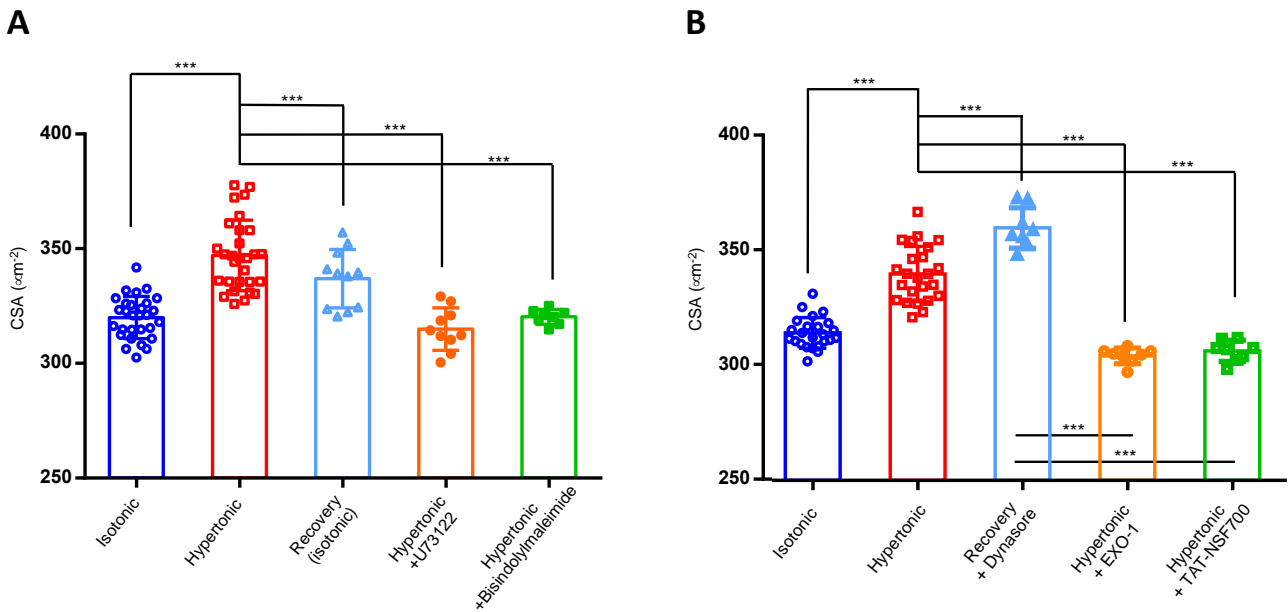 A
***
***
***
***
400
350
300
250
CSA (∝m-2)
Isotonic
Hypertonic
Recovery
(isotonic)
Hypertonic
+U73122
Hypertonic
+Bisindolylmaleimide
B
***
***
***
***
400
350
300
250
CSA (∝m-2)
***
***
Isotonic
Hypertonic
Recovery
+ Dynasore
Hypertonic
+ EXO-1
Hypertonic
+ TAT-NSF700